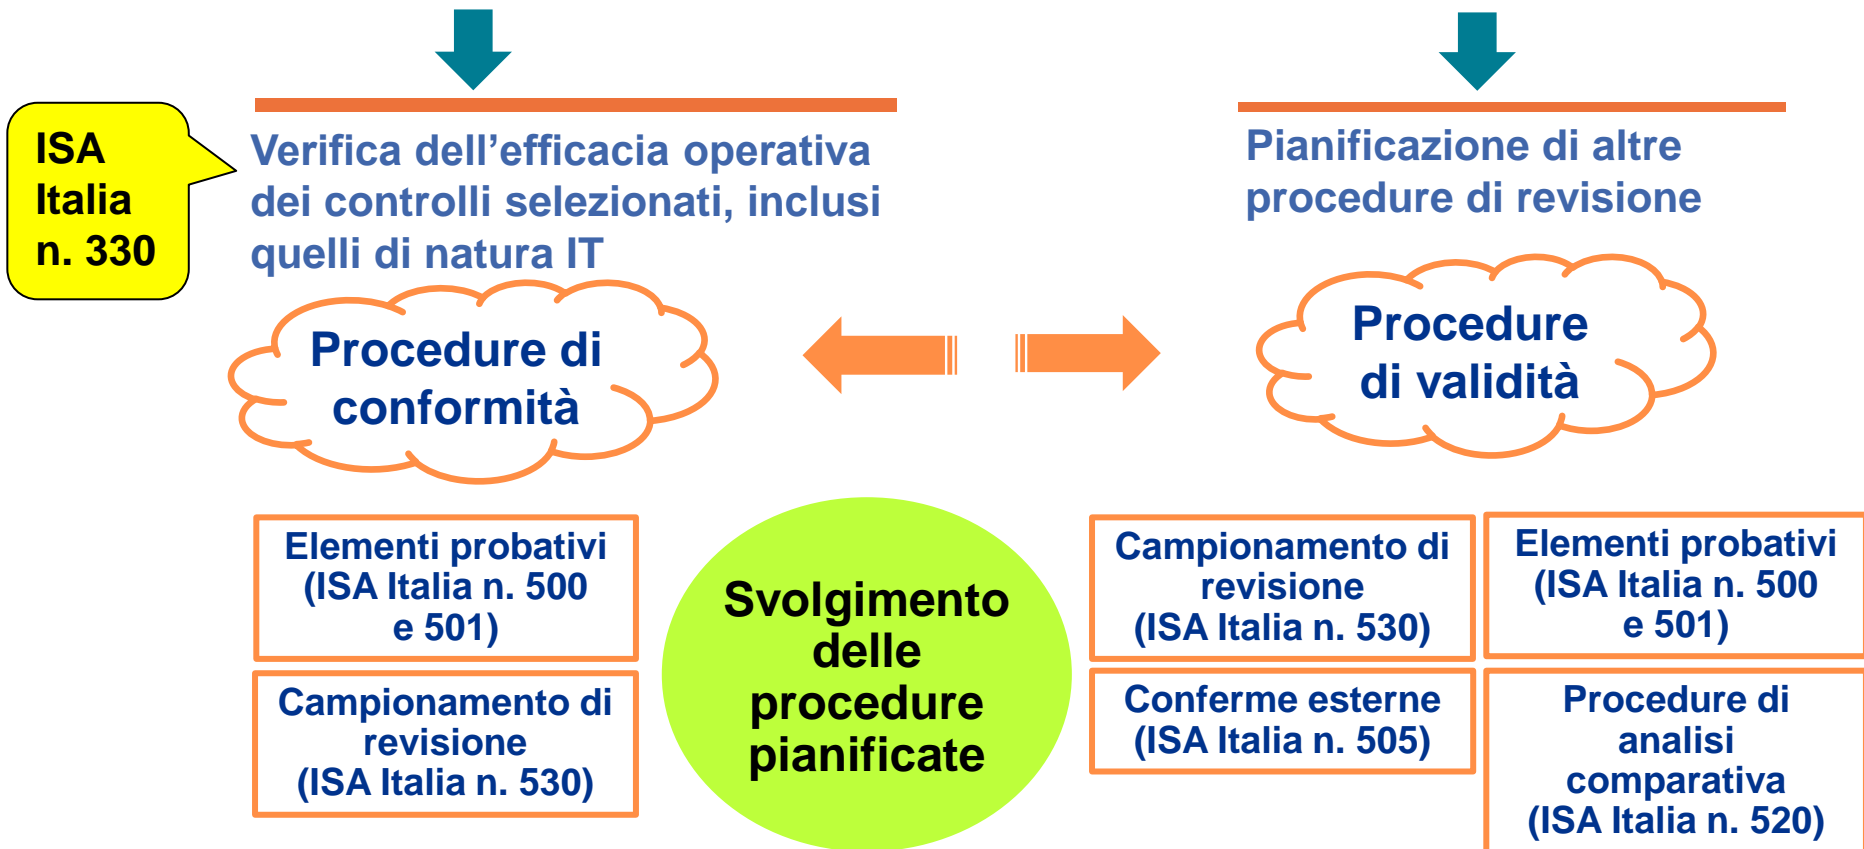 ISA
Italia
n. 330
Verifica dell’efficacia operativa
dei controlli selezionati, inclusi
quelli di natura IT
Pianificazione di altre
procedure di revisione
Procedure di
conformità
Procedure
di validità
Elementi probativi
(ISA Italia n. 500
e 501)
Campionamento di
revisione
(ISA Italia n. 530)
Svolgimento
delle
procedure
pianificate
Campionamento di
revisione
(ISA Italia n. 530)
Elementi probativi
(ISA Italia n. 500
e 501)
Conferme esterne
(ISA Italia n. 505)
Procedure di
analisi
comparativa
(ISA Italia n. 520)